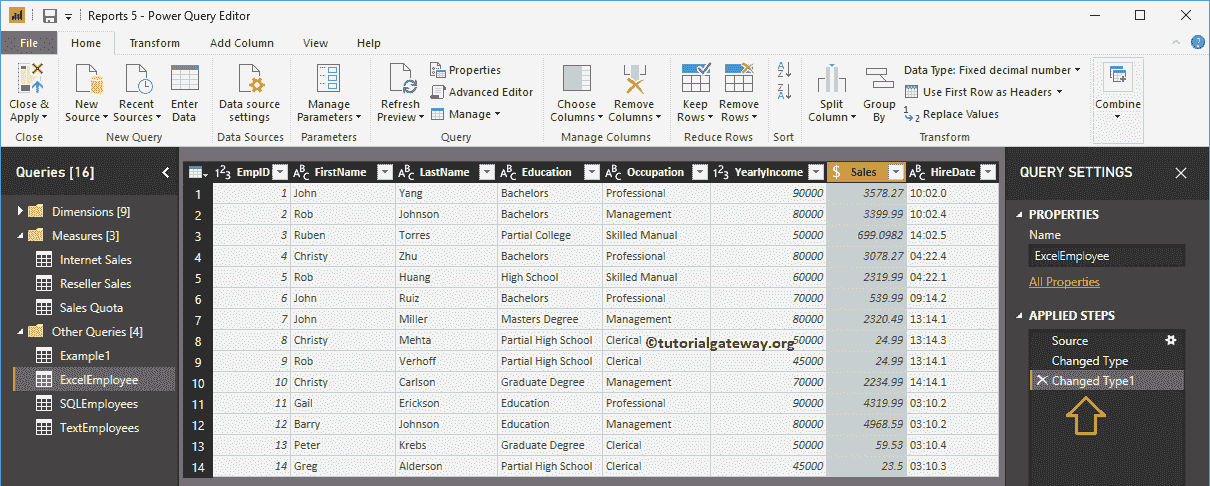 Reports 5 - Power Query Editor
File Home Transform Add Column View Help
Close & Apply
New Source
Recent Sources
Enter Data
Data source settings
Manage Parameters
Refresh Preview
Properties
Advanced Editor
Manage
Choose Columns
Remove Columns
Keep Rows
Remove Rows
Split Column
Group By
Data Type: Fixed decimal number
Use First Row as Headers
Replace Values
Combine
Close New Query Data Sources Parameters Query Manage Columns Reduce Rows Sort Transform
Queries [16]
Dimensions [9]
Measures [3]
Internet Sales
Reseller Sales
Sales Quota
Other Queries [4]
Example1
ExcelEmployee
SQLEmployees
TextEmployees
123 EmpID ABC FirstName ABC LastName ABC Education ABC Occupation 123 YearlyIncome $ Sales ABC HireDate
1 1 John Yang Bachelors Professional 90000 3578.27 10:02.0
2 2 Rob Johnson Bachelors Management 80000 3399.99 10:02.4
3 3 Ruben Torres Partial College Skilled Manual 50000 699.0982 14:02.5
4 4 Christy Zhu Bachelors Professional 80000 3078.27 04:22.4
5 5 Rob Huang High School Skilled Manual 60000 2319.99 04:22.1
6 6 John Ruiz Bachelors Professional 70000 539.99 09:14.2
7 7 John Miller Masters Degree Management 80000 2320.49 13:14.1
8 8 Christy Mehta Partial High School Clerical 50000 24.99 13:14.3
9 9 Rob Verhoff Partial High School Clerical 45000 24.99 13:14.1
10 10 Christy Carlson Graduate Degree Management 70000 2234.99 14:14.1
11 11 Gail Erickson Education Professional 90000 4319.99 03:10.2
12 12 Barry Johnson Education Management 80000 4968.59 03:10.2
13 13 Peter Krebs Graduate Degree Clerical 50000 59.53 03:10.4
14 14 Greg Alderson Partial High School Clerical 45000 23.5 03:10.3
©tutorialgateway.org
QUERY SETTINGS
PROPERTIES
Name
ExcelEmployee
All Properties
APPLIED STEPS
Source
Changed Type
Changed Type1